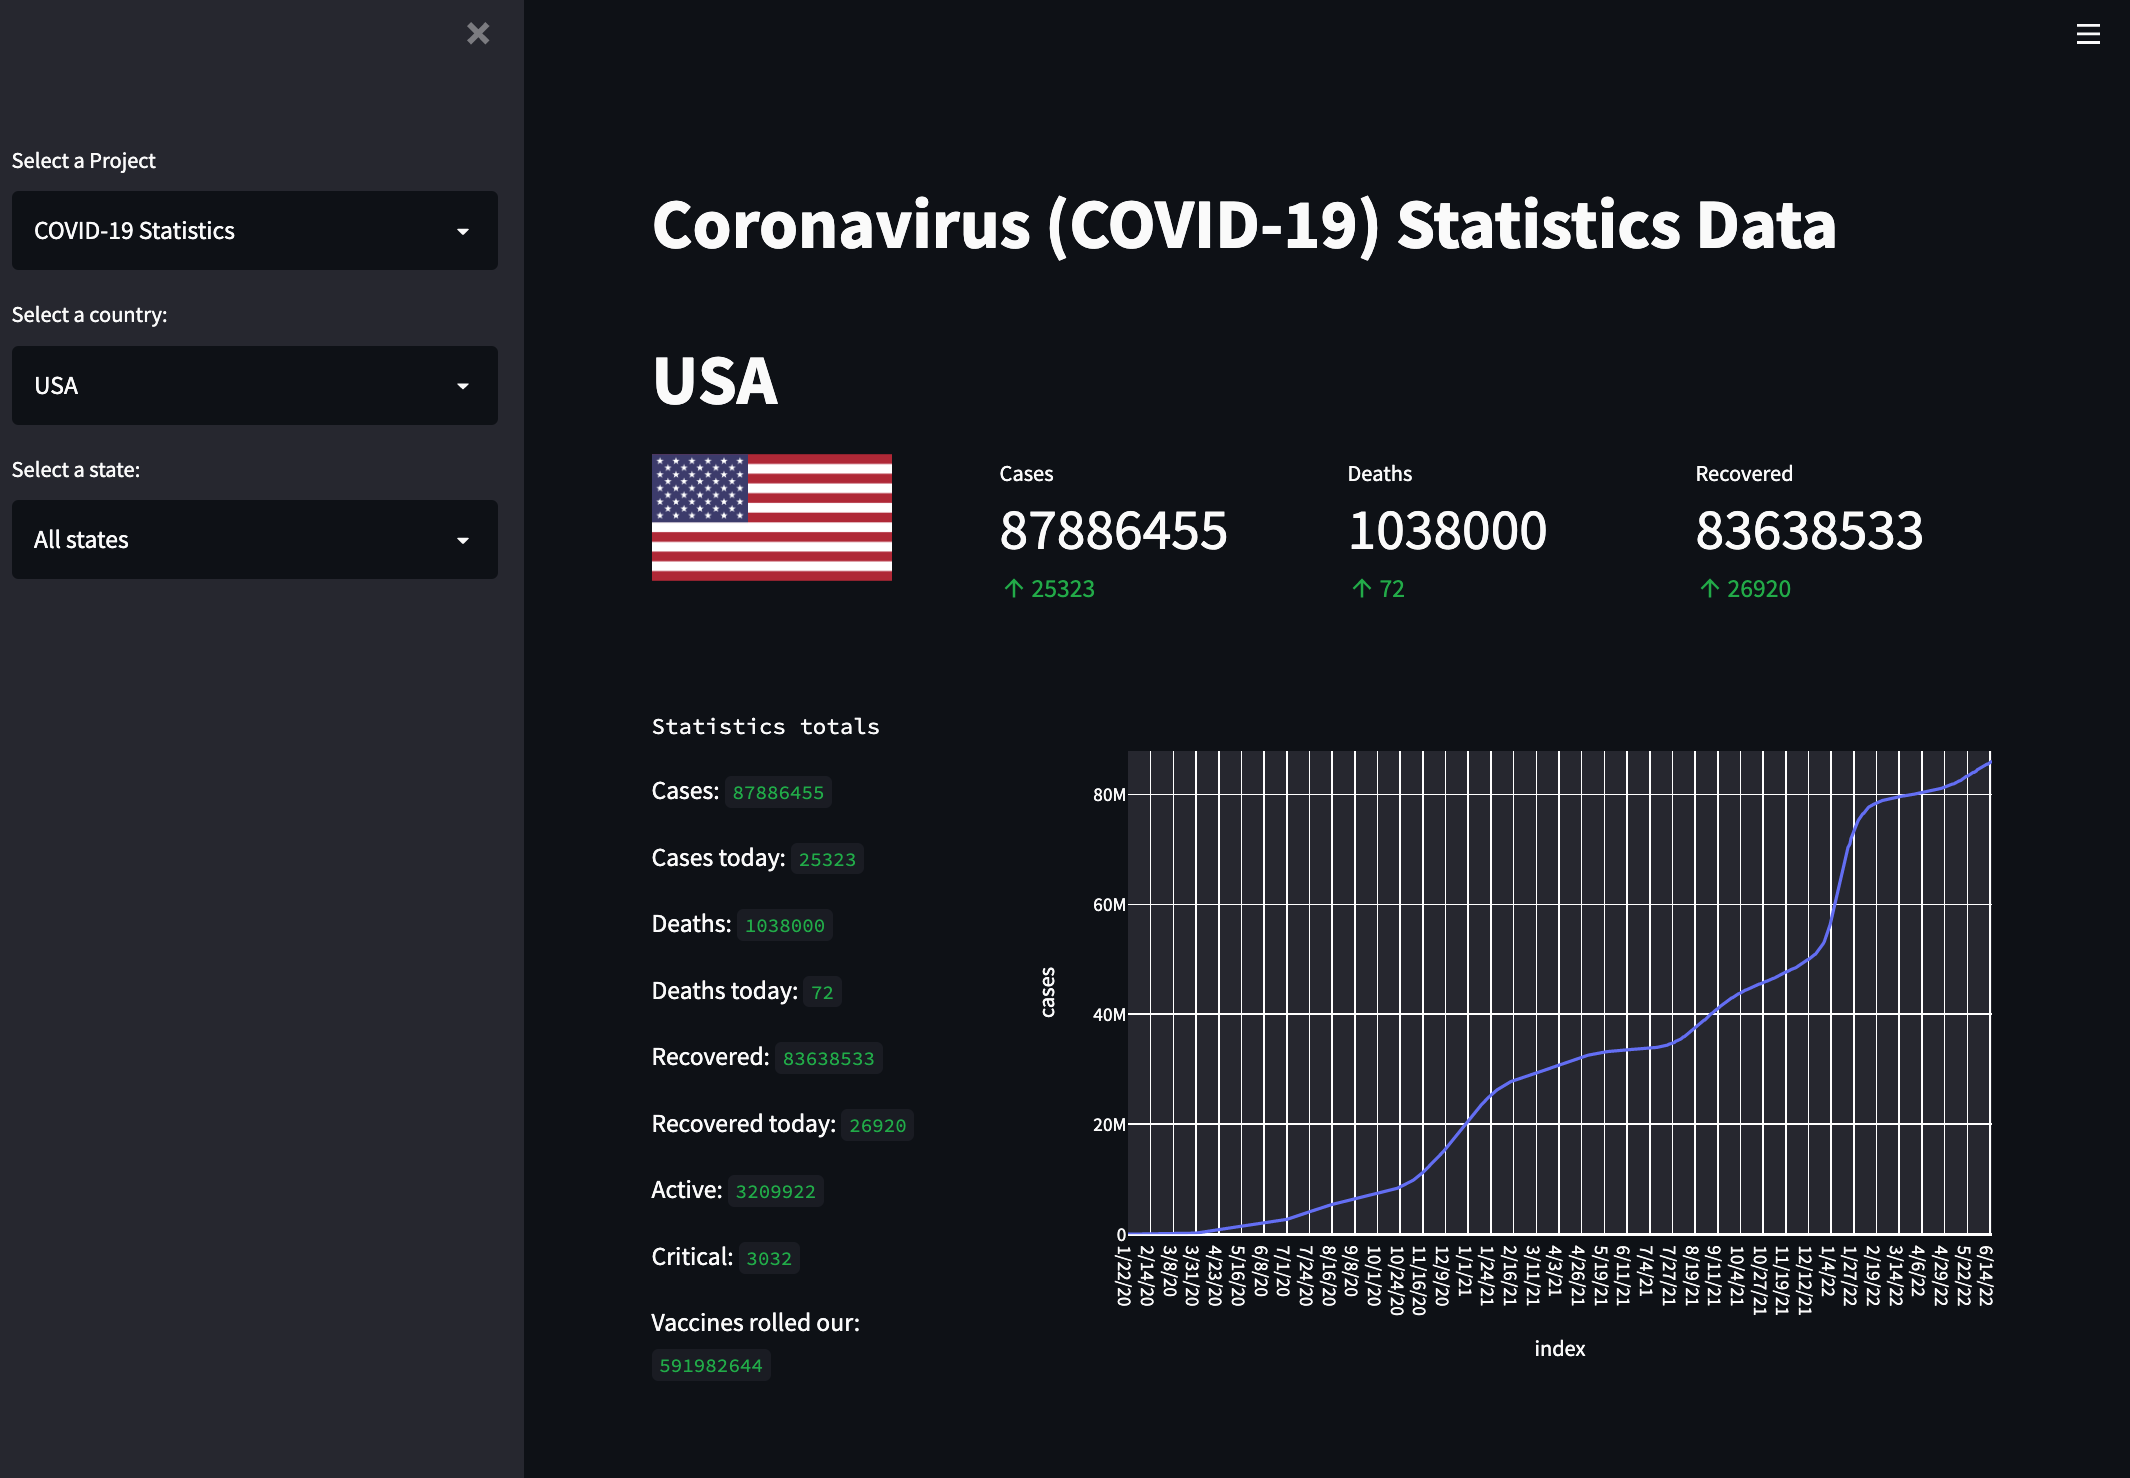 Select a Project
COVID-19 Statistics
Select a country:
USA
Select a state:
All states
Coronavirus (COVID-19) Statistics Data
USA
Cases
87886455
↑ 25323
Deaths
1038000
↑ 72
Recovered
83638533
↑ 26920
Statistics totals
Cases: 87886455
Cases today: 25323
Deaths: 1038000
Deaths today: 72
Recovered: 83638533
Recovered today: 26920
Active: 3209922
Critical: 3032
Vaccines rolled our:
591982644
cases
80M
60M
40M
20M
0
1/22/20
2/14/20
3/8/20
3/31/20
4/23/20
5/16/20
6/8/20
7/1/20
7/24/20
8/16/20
9/8/20
10/1/20
10/24/20
11/16/20
12/9/20
1/1/21
1/24/21
2/16/21
3/11/21
4/3/21
4/26/21
5/19/21
6/11/21
7/4/21
7/27/21
8/19/21
9/11/21
10/4/21
10/27/21
11/19/21
12/12/21
1/4/22
1/27/22
2/19/22
3/14/22
4/6/22
4/29/22
5/22/22
6/14/22
index